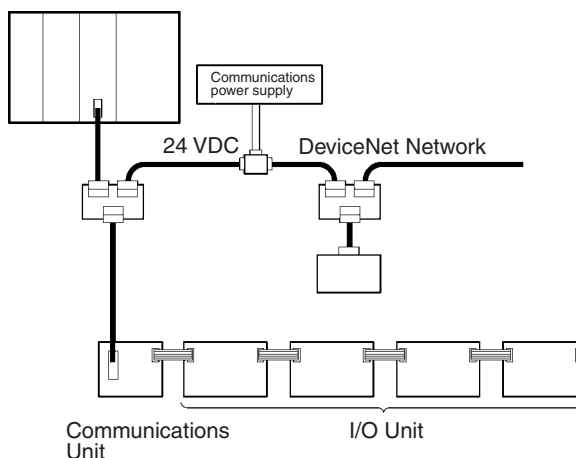 Communications
power supply
24 VDC
DeviceNet Network
Communications
Unit
I/O Unit